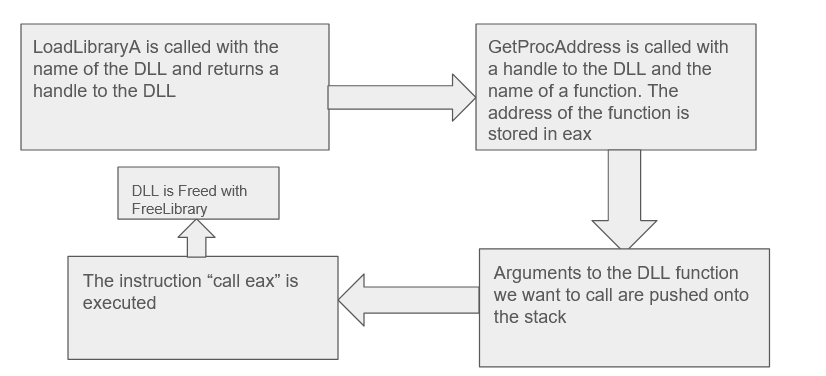 LoadLibraryA is called with the
name of the DLL and returns a
handle to the DLL
GetProcAddress is called with
a handle to the DLL and the
name of a function. The
address of the function is
stored in eax
Arguments to the DLL function
we want to call are pushed onto
the stack
The instruction “call eax” is
executed
DLL is Freed with
FreeLibrary